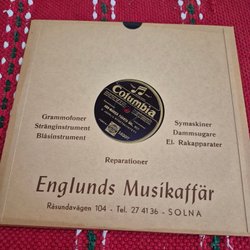 Columbia
Grammofoner
Stränginstrument
Blåsinstrument
Symaskiner
Dammsugare
El. Rakapparater
Reparationer
Englunds Musikaffär
Råsundavägen 104 - Tel. 27 41 36 - SOLNA